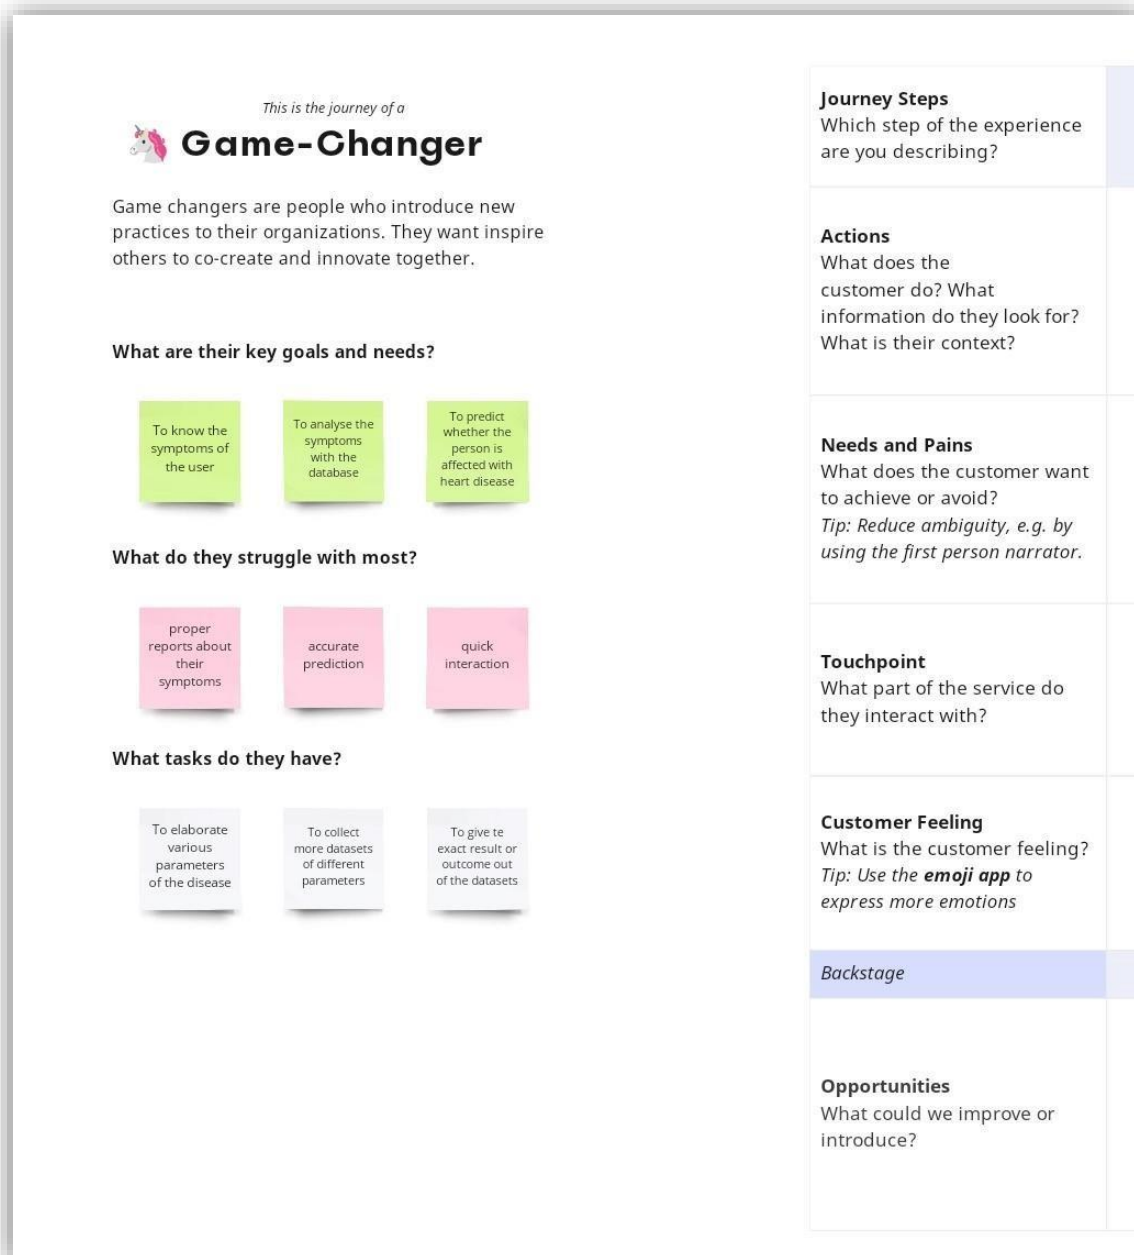 This is the journey of a
Game-Changer
Game changers are people who introduce new
practices to their organizations. They want inspire
others to co-create and innovate together.
What are their key goals and needs?
To know the
symptoms of
the user
To analyse the
symptoms
with the
database
To predict
whether the
person is
affected with
heart disease
What do they struggle with most?
proper
reports about
their
symptoms
accurate
prediction
quick
interaction
What tasks do they have?
To elaborate
various
parameters
of the disease
To collect
more datasets
of different
parameters
To give te
exact result or
outcome out
of the datasets
Journey Steps
Which step of the experience
are you describing?
Actions
What does the
customer do? What
information do they look for?
What is their context?
Needs and Pains
What does the customer want
to achieve or avoid?
Tip: Reduce ambiguity, e.g. by
using the first person narrator.
Touchpoint
What part of the service do
they interact with?
Customer Feeling
What is the customer feeling?
Tip: Use the emoji app to
express more emotions
Backstage
Opportunities
What could we improve or
introduce?